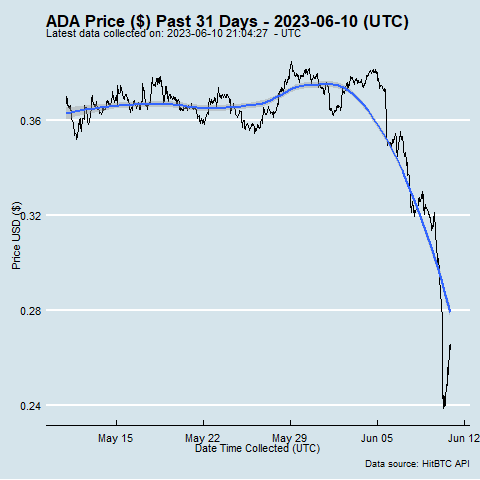 ADA Price ($) Past 31 Days - 2023-06-10 (UTC)
Latest data collected on: 2023-06-10 21:04:27 - UTC
0.36
0.32
0.28
0.24
Price USD ($)
May 15
May 22
May 29
Jun 05
Jun 12
Date Time Collected (UTC)
Data source: HitBTC API